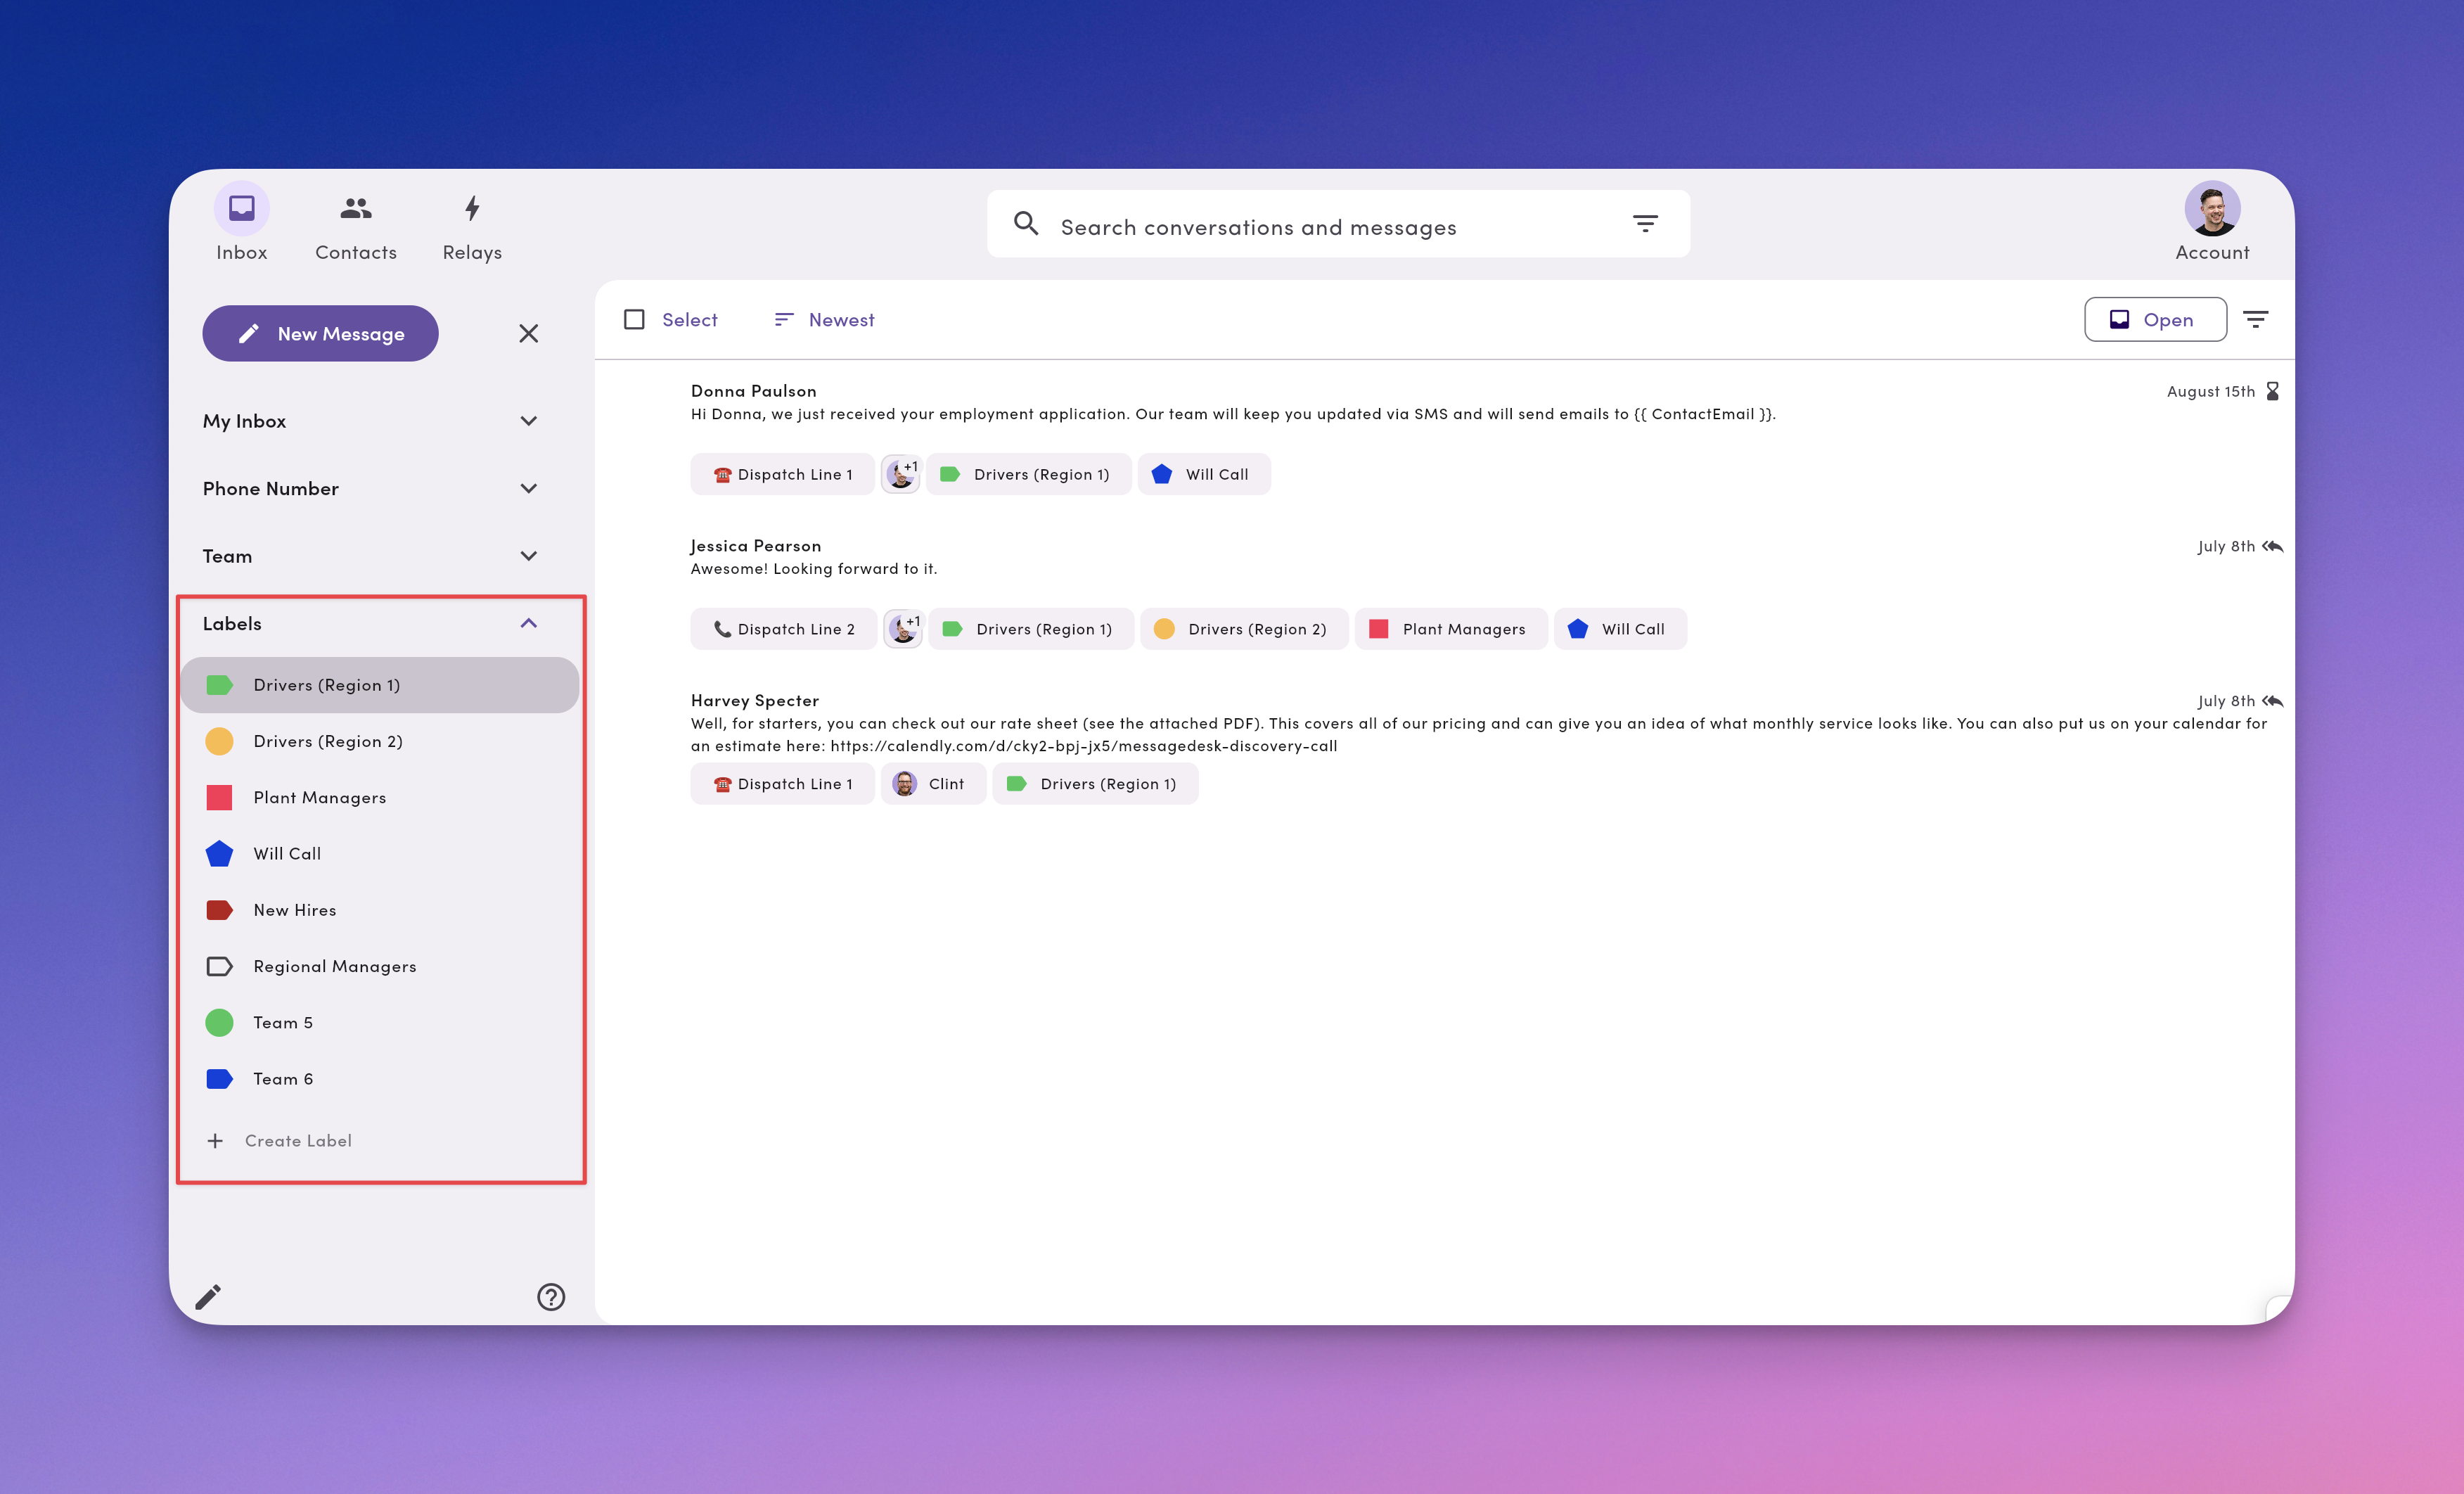 Inbox
Contacts
Relays
Search conversations and messages
Account
New Message
My Inbox
Phone Number
Team
Labels
Drivers (Region 1)
Drivers (Region 2)
Plant Managers
Will Call
New Hires
Regional Managers
Team 5
Team 6
Create Label
Select
Newest
Open
Donna Paulson
August 15th
Hi Donna, we just received your employment application. Our team will keep you updated via SMS and will send emails to {{ ContactEmail }}.
Dispatch Line 1 +1 Drivers (Region 1) Will Call
Jessica Pearson
July 8th
Awesome! Looking forward to it.
Dispatch Line 2 +1 Drivers (Region 1) Drivers (Region 2) Plant Managers Will Call
Harvey Specter
July 8th
Well, for starters, you can check out our rate sheet (see the attached PDF). This covers all of our pricing and can give you an idea of what monthly service looks like. You can also put us on your calendar for
an estimate here: https://calendly.com/d/cky2-bpj-jx5/messagedesk-discovery-call
Dispatch Line 1 Clint Drivers (Region 1)